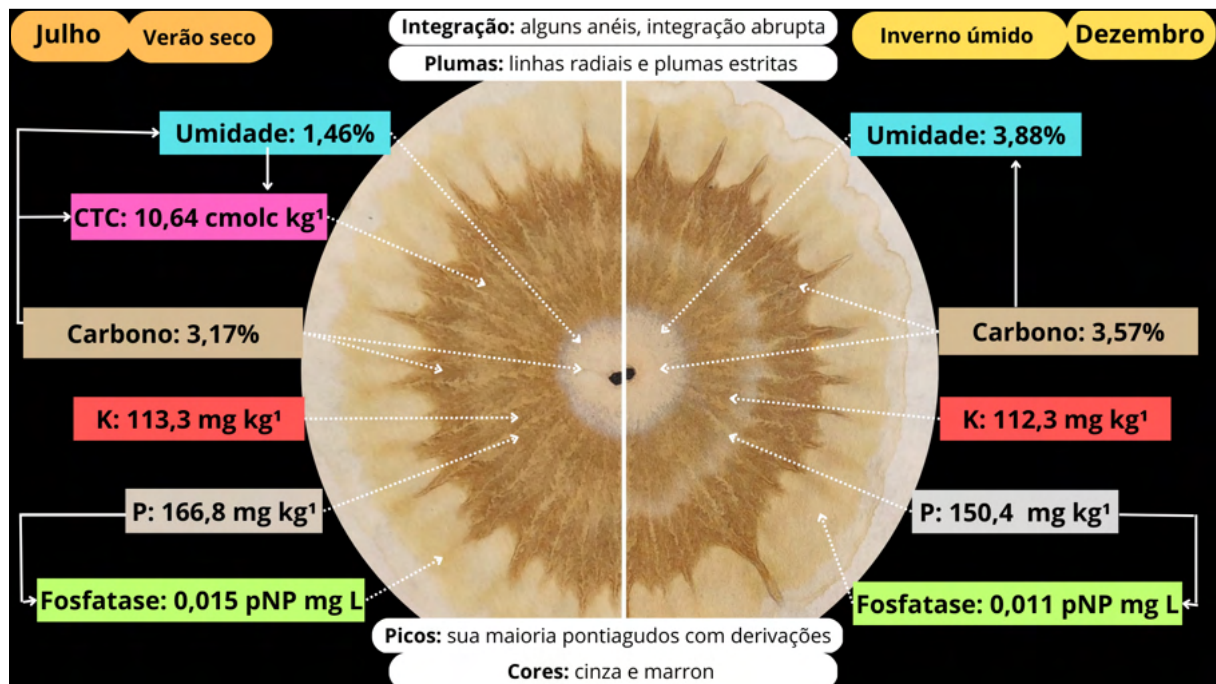 Julho
Verão seco
Integração: alguns anéis, integração abrupta
Plumas: linhas radiais e plumas estritas
Inverno úmido
Dezembro
Umidade: 1,46%
CTC: 10,64 cmolc kg¹
Carbono: 3,17%
K: 113,3 mg kg¹
P: 166,8 mg kg¹
Fosfatase: 0,015 pNP mg L
Umidade: 3,88%
Carbono: 3,57%
K: 112,3 mg kg¹
P: 150,4 mg kg¹
Fosfatase: 0,011 pNP mg L
Picos: sua maioria pontiagudos com derivações
Cores: cinza e marron